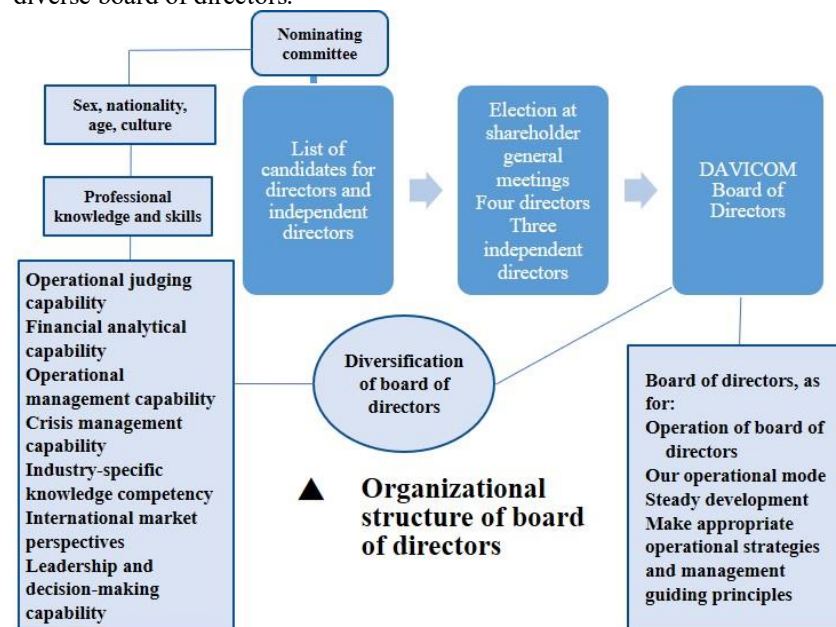 diverse board of directors.
Nominating
committee
Sex, nationality,
age, culture
Professional
knowledge and skills
Operational judging
capability
Financial analytical
capability
Operational
management capability
Crisis management
capability
Industry-specific
knowledge competency
International market
perspectives
Leadership and
decision-making
capability
List of
candidates for
directors and
independent
directors
Election at
shareholder
general
meetings
Four directors
Three
independent
directors
DAVICOM
Board of
Directors
Diversification
of board of
directors
Board of directors, as
for:
Operation of board of
directors
Our operational mode
Steady development
Make appropriate
operational strategies
and management
guiding principles
▲ Organizational
structure of board
of directors